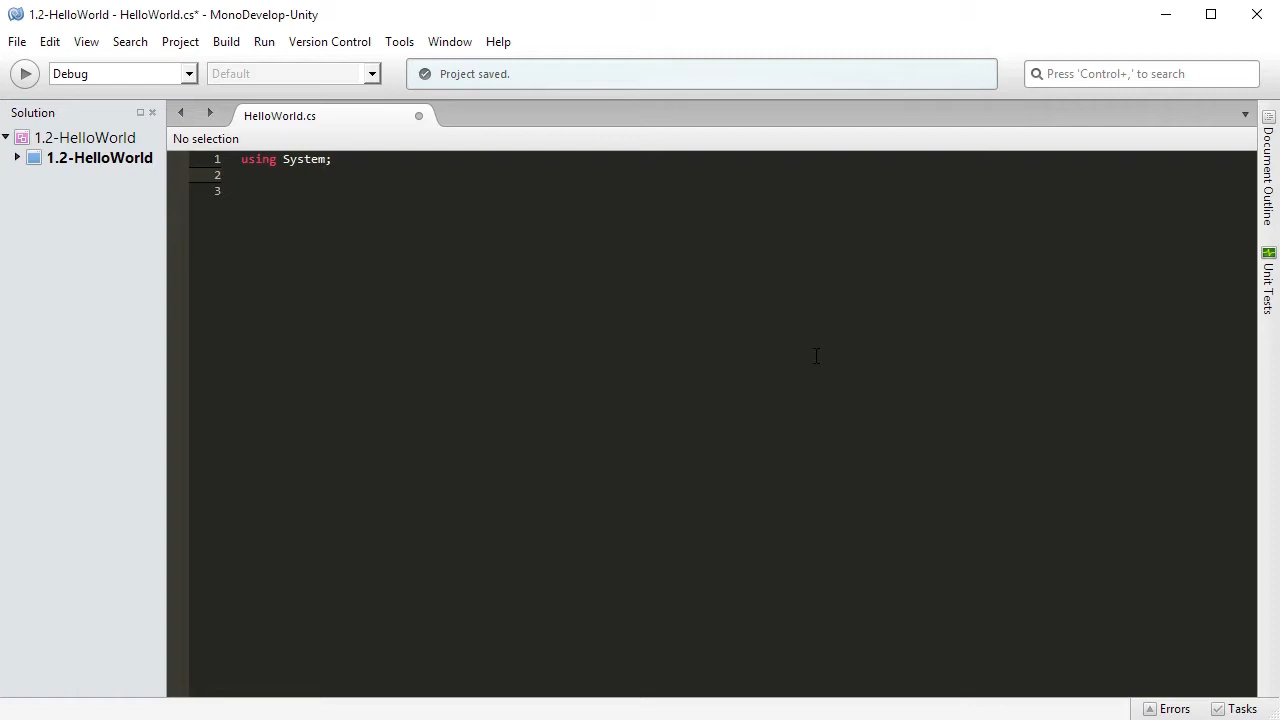 1.2-HelloWorld - HelloWorld.cs* - MonoDevelop-Unity
File Edit View Search Project Build Run Version Control Tools Window Help
Debug Default Project saved. Press 'Control+,' to search
Solution HelloWorld.cs
1.2-HelloWorld No selection
1.2-HelloWorld
1 using System;
2
3
Document Outline
Unit Tests
Errors Tasks